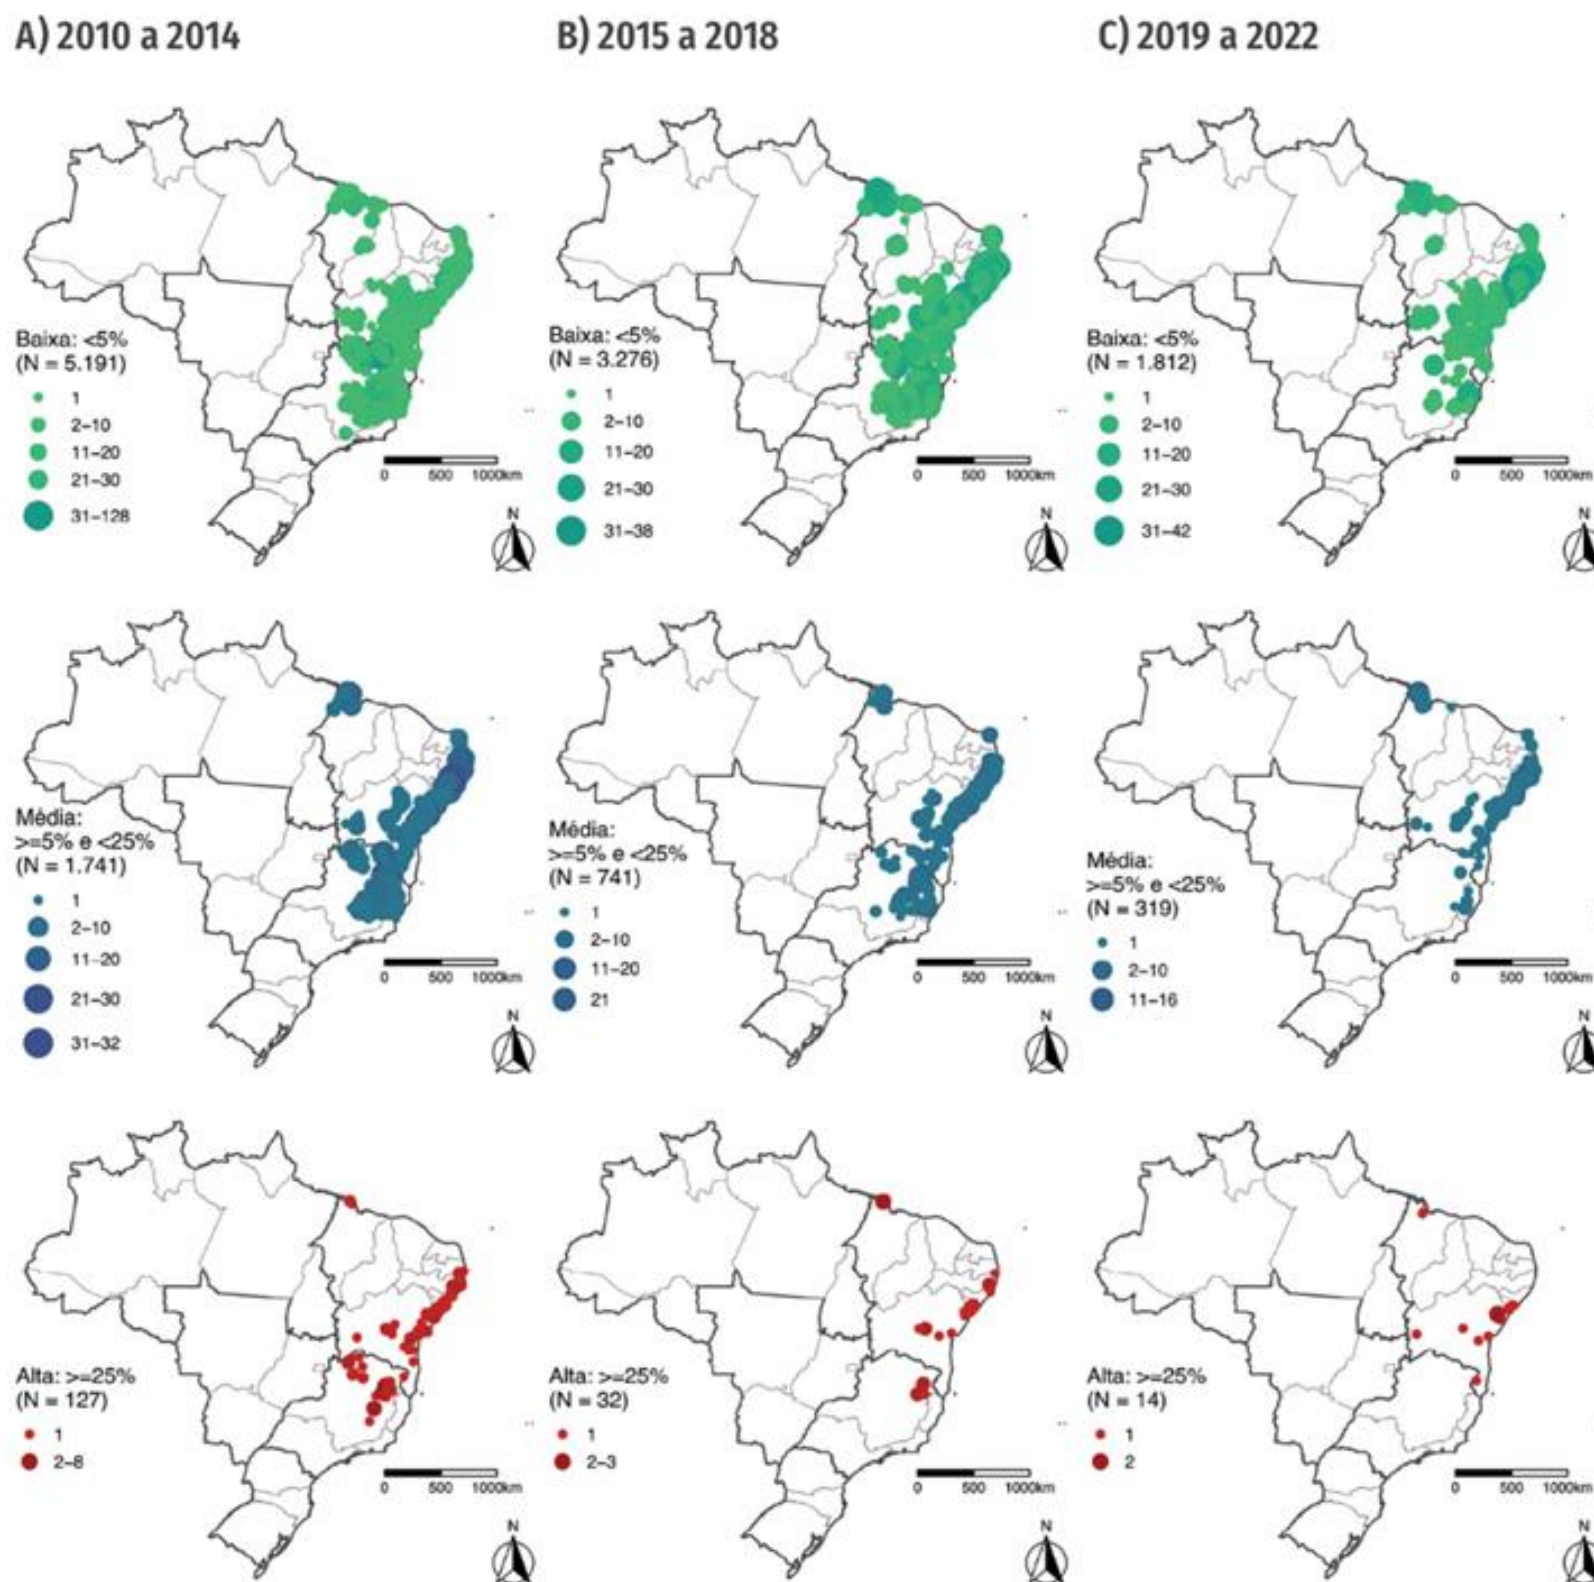 A) 2010 a 2014
B) 2015 a 2018
C) 2019 a 2022
Baixa: <5%
(N = 5.191)
1
2–10
11–20
21–30
31–128
0 500 1000km
N
Baixa: <5%
(N = 3.276)
1
2–10
11–20
21–30
31–38
0 500 1000km
N
Baixa: <5%
(N = 1.812)
1
2–10
11–20
21–30
31–42
0 500 1000km
N
Média:
>=5% e <25%
(N = 1.741)
1
2–10
11–20
21–30
31–32
0 500 1000km
N
Média:
>=5% e <25%
(N = 741)
1
2–10
11–20
21
0 500 1000km
N
Média:
>=5% e <25%
(N = 319)
1
2–10
11–16
0 500 1000km
N
Alta: >=25%
(N = 127)
1
2–8
0 500 1000km
N
Alta: >=25%
(N = 32)
1
2–3
0 500 1000km
N
Alta: >=25%
(N = 14)
1
2
0 500 1000km
N